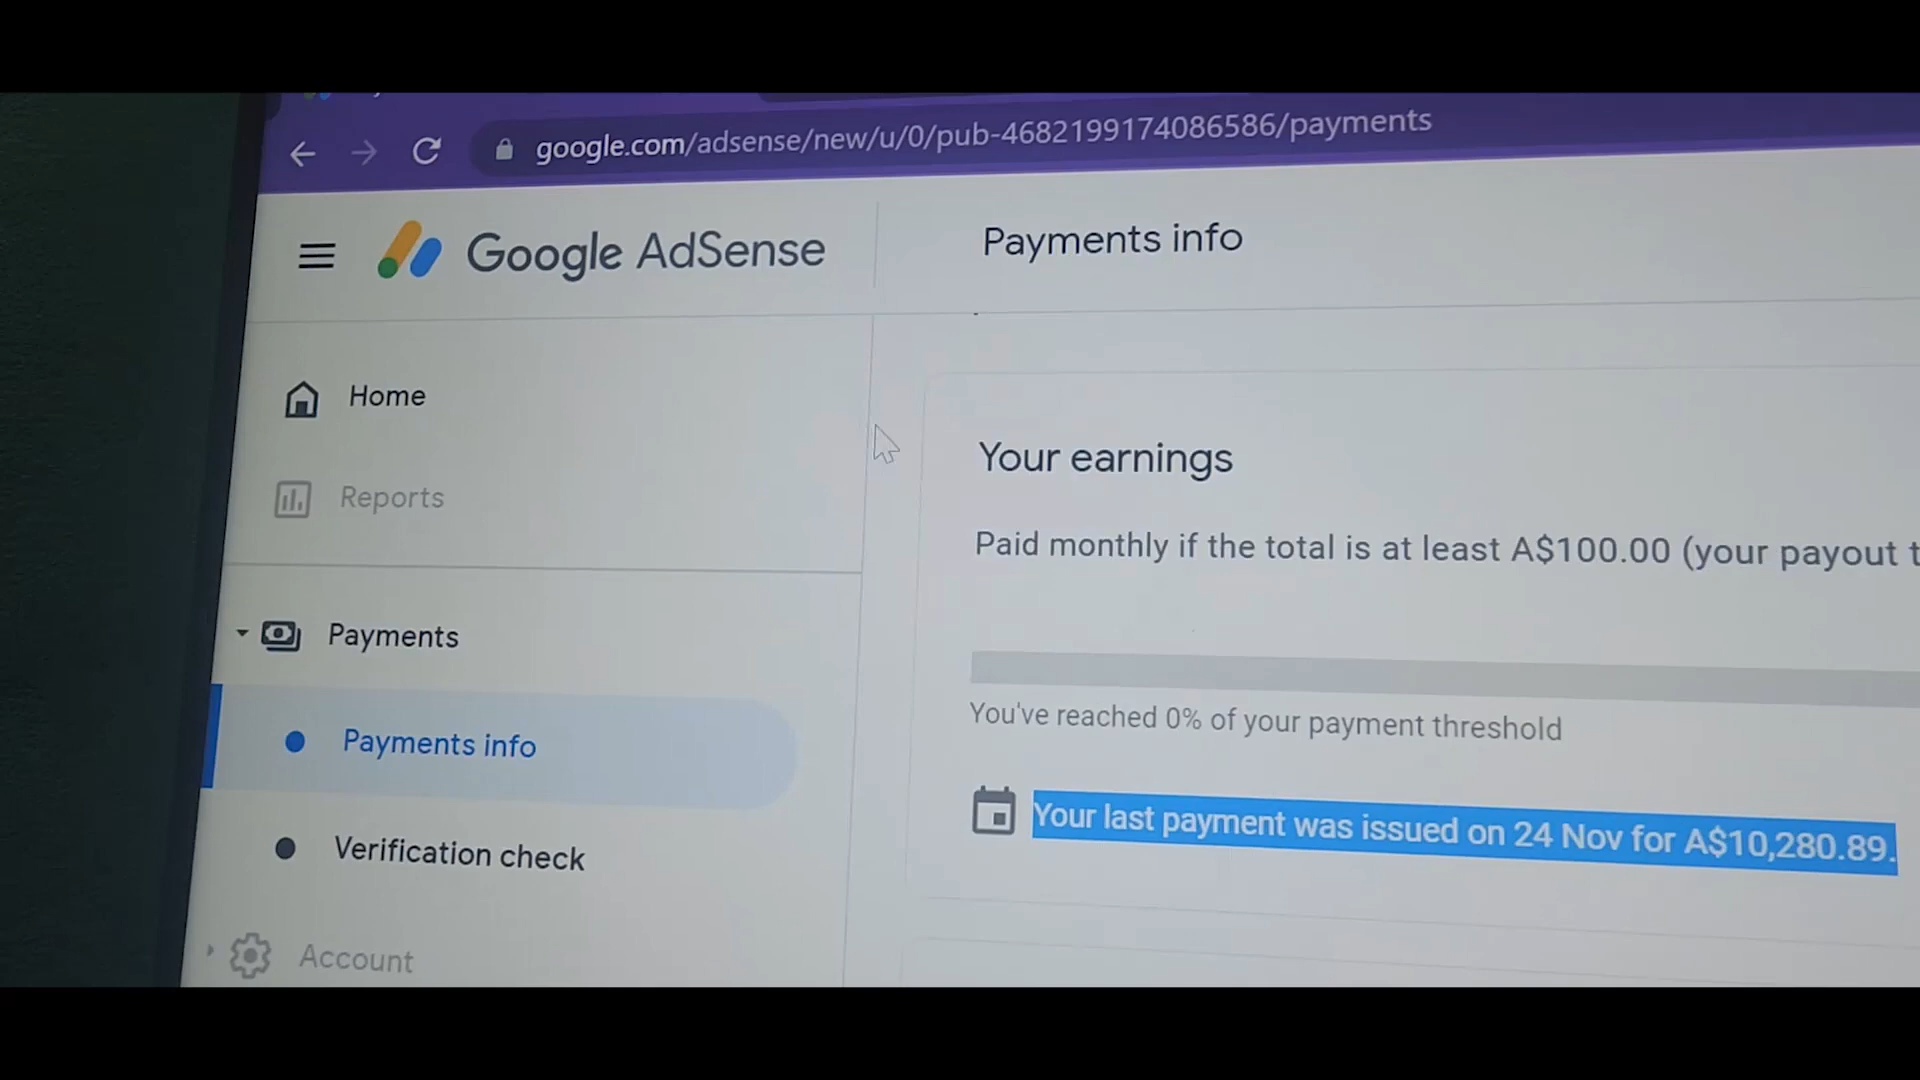 google.com/adsense/new/u/0/pub-4682199174086586/payments
Google AdSense
Payments info
Home
Reports
Payments
Payments info
Verification check
Account
Your earnings
Paid monthly if the total is at least A$100.00 (your payout
You've reached 0% of your payment threshold
Your last payment was issued on 24 Nov for A$10,280.89.